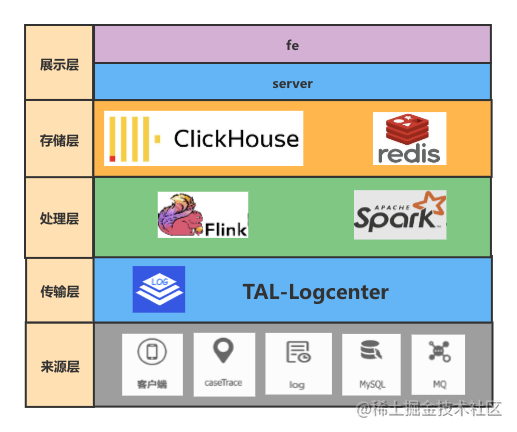 展示层
fe
server
存储层
ClickHouse
redis
处理层
Flink
APACHE
Spark
TM
传输层
LOG
TAL-Logcenter
来源层
客户端
caseTrace
log
MySQL
MQ
@稀土掘金技术社区